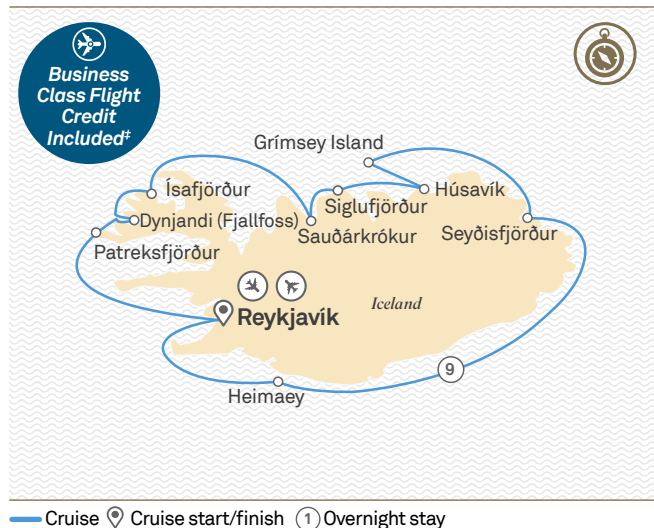 Business
Class Flight
Credit
Included‡
Grímsey Island
Ísafjörður
Húsavík
Siglufjörður
Dynjandi (Fjallfoss)
Sauðárkrókur
Seyðisfjörður
Patreksfjörður
Iceland
Reykjavík
9
Heimaey
Cruise Cruise start/finish 1 Overnight stay